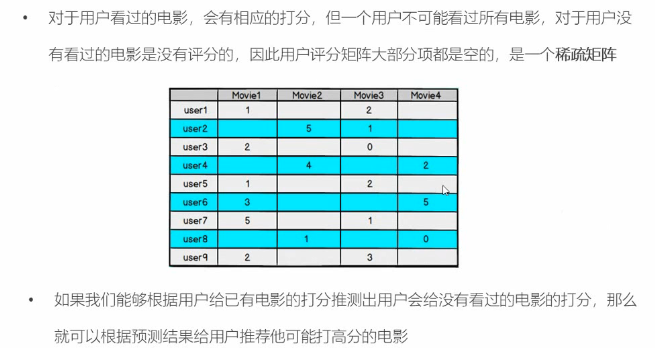 • 对于用户看过的电影，会有相应的打分，但一个用户不可能看过所有电影，对于用户没
有看过的电影是没有评分的，因此用户评分矩阵大部分项都是空的，是一个稀疏矩阵
Movie1 Movie2 Movie3 Movie4
user1 1 2
user2 5 1
user3 2 0
user4 4 2
user5 1 2
user6 3 5
user7 5 1
user8 1 0
user9 2 3
• 如果我们能够根据用户给已有电影的打分推测出用户会给没有看过的电影的打分，那么
就可以根据预测结果给用户推荐他可能打高分的电影